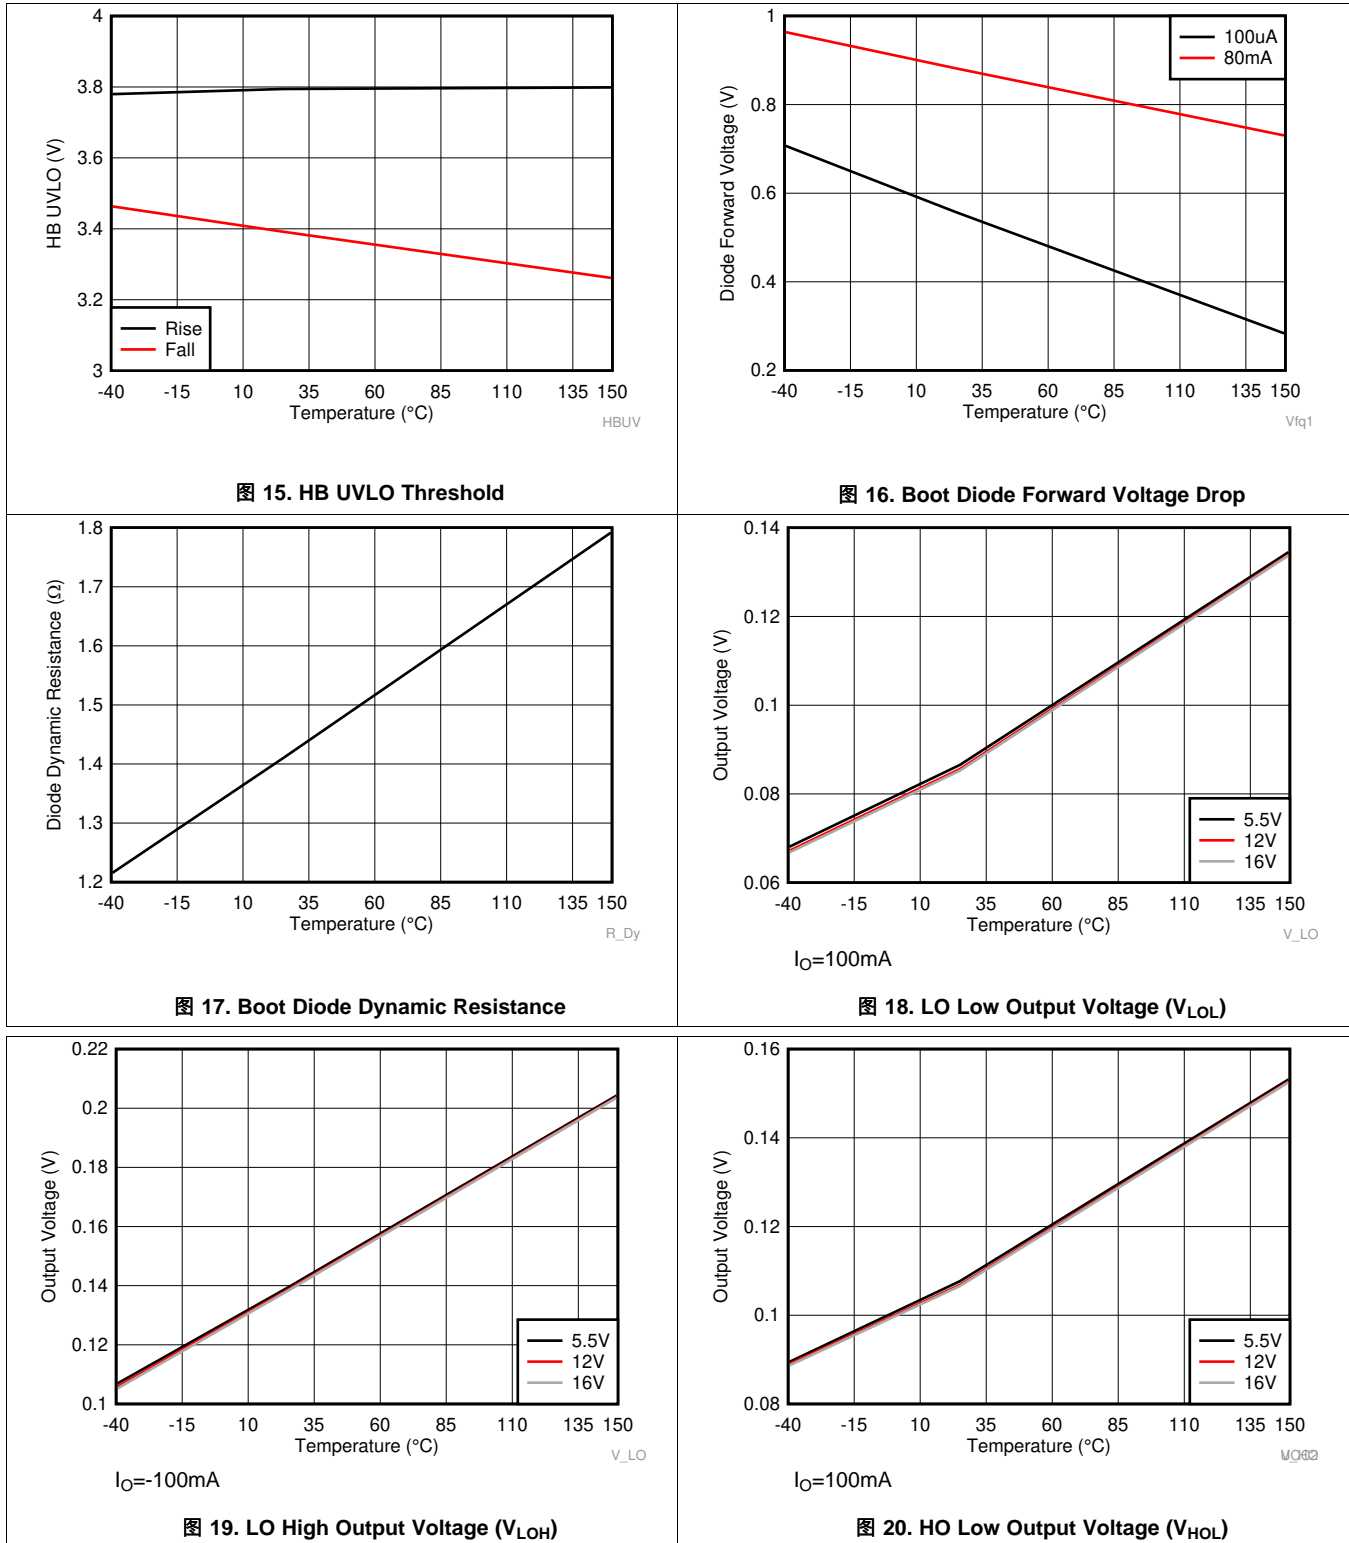 4
3.8
3.6
3.4
3.2
3
HB UVLO (V)
Rise
Fall
-40 -15 10 35 60 85 110 135 150
Temperature (°C)
HBUV
图 15. HB UVLO Threshold
1
0.8
0.6
0.4
0.2
Diode Forward Voltage (V)
100uA
80mA
-40 -15 10 35 60 85 110 135 150
Temperature (°C)
Vfq1
图 16. Boot Diode Forward Voltage Drop
1.8
1.7
1.6
1.5
1.4
1.3
1.2
Diode Dynamic Resistance (Ω)
-40 -15 10 35 60 85 110 135 150
Temperature (°C)
R_Dy
图 17. Boot Diode Dynamic Resistance
0.14
0.12
0.1
0.08
0.06
Output Voltage (V)
5.5V
12V
16V
-40 -15 10 35 60 85 110 135 150
Temperature (°C)
V_LO
I_O=100mA
图 18. LO Low Output Voltage (V_LOL)
0.22
0.2
0.18
0.16
0.14
0.12
0.1
Output Voltage (V)
5.5V
12V
16V
-40 -15 10 35 60 85 110 135 150
Temperature (°C)
V_LO
I_O=-100mA
图 19. LO High Output Voltage (V_LOH)
0.16
0.14
0.12
0.1
0.08
Output Voltage (V)
5.5V
12V
16V
-40 -15 10 35 60 85 110 135 150
Temperature (°C)
I_O=100mA
图 20. HO Low Output Voltage (V_HOL)